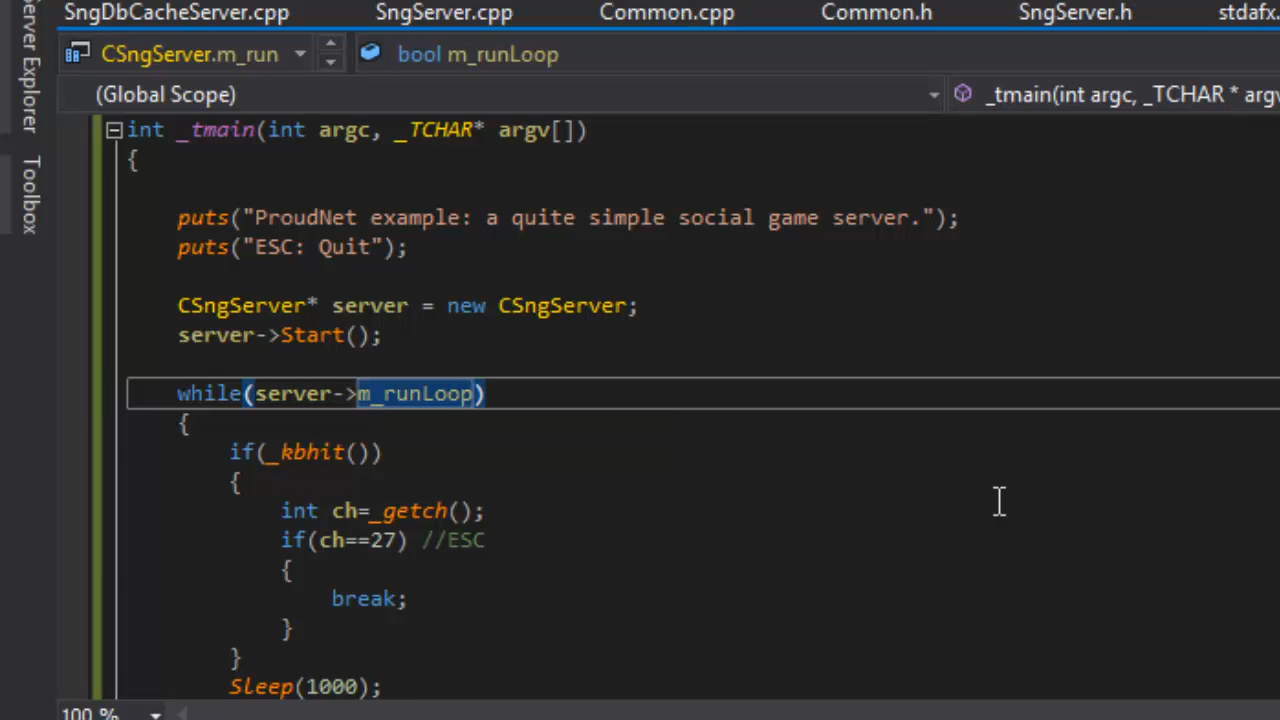 SngDbCacheServer.cpp SngServer.cpp Common.cpp Common.h SngServer.h stdafx.
Server Explorer
Toolbox
CSngServer.m_run bool m_runLoop
(Global Scope) _tmain(int argc, _TCHAR * argv
int _tmain(int argc, _TCHAR* argv[])
{
puts("ProudNet example: a quite simple social game server.");
puts("ESC: Quit");
CSngServer* server = new CSngServer;
server->Start();
while(server->m_runLoop)
{
if(_kbhit())
{
int ch=_getch();
if(ch==27) //ESC
{
break;
}
}
Sleep(1000);
100 %